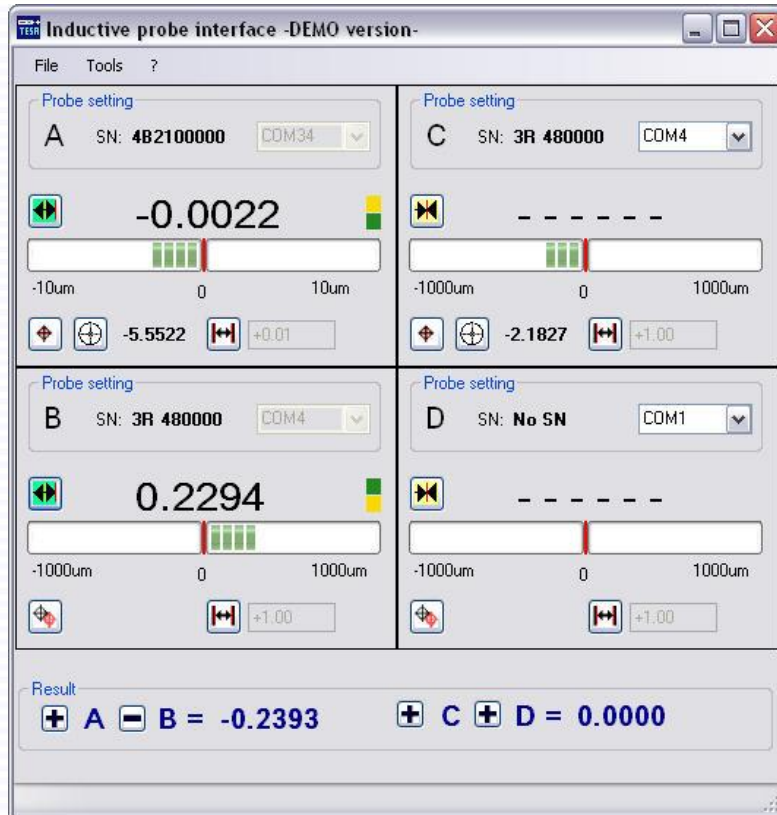 TESA Inductive probe interface -DEMO version-
File Tools ?
Probe setting
A SN: 4B2100000 COM34
-0.0022
-10um 0 10um
-5.5522 +0.01
Probe setting
C SN: 3R 480000 COM4
- - - - - -
-1000um 0 1000um
-2.1827 +1.00
Probe setting
B SN: 3R 480000 COM4
0.2294
-1000um 0 1000um
+1.00
Probe setting
D SN: No SN COM1
- - - - - -
-1000um 0 1000um
+1.00
Result
+ A - B = -0.2393 + C + D = 0.0000